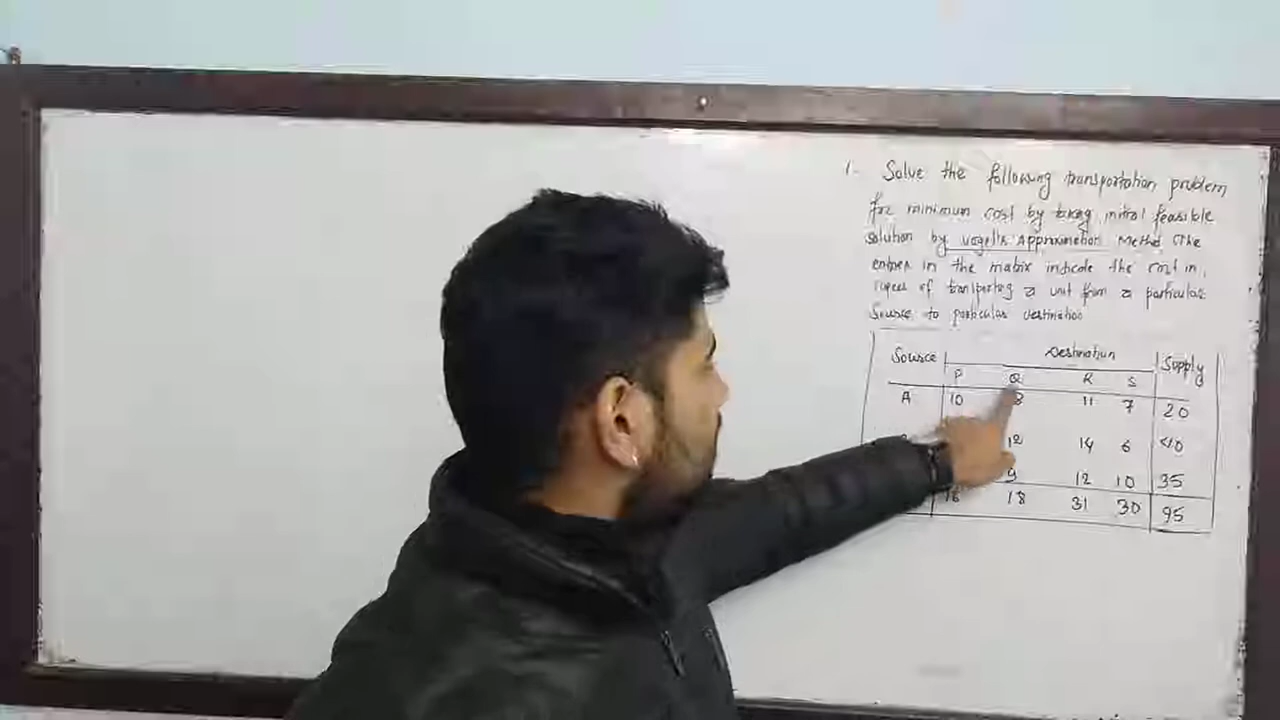 1. Solve the following transportation problem
for minimum cost by taking initial feasible
solution by vogel's Approximation Method (The
entries in the matrix indicate the cost in
rupees of transporting a unit from a particular
Source to particular destination
Source Destination Supply
P Q R S
A 10 8 11 7 20
12 14 6 40
9 12 10 35
16 18 31 30 95